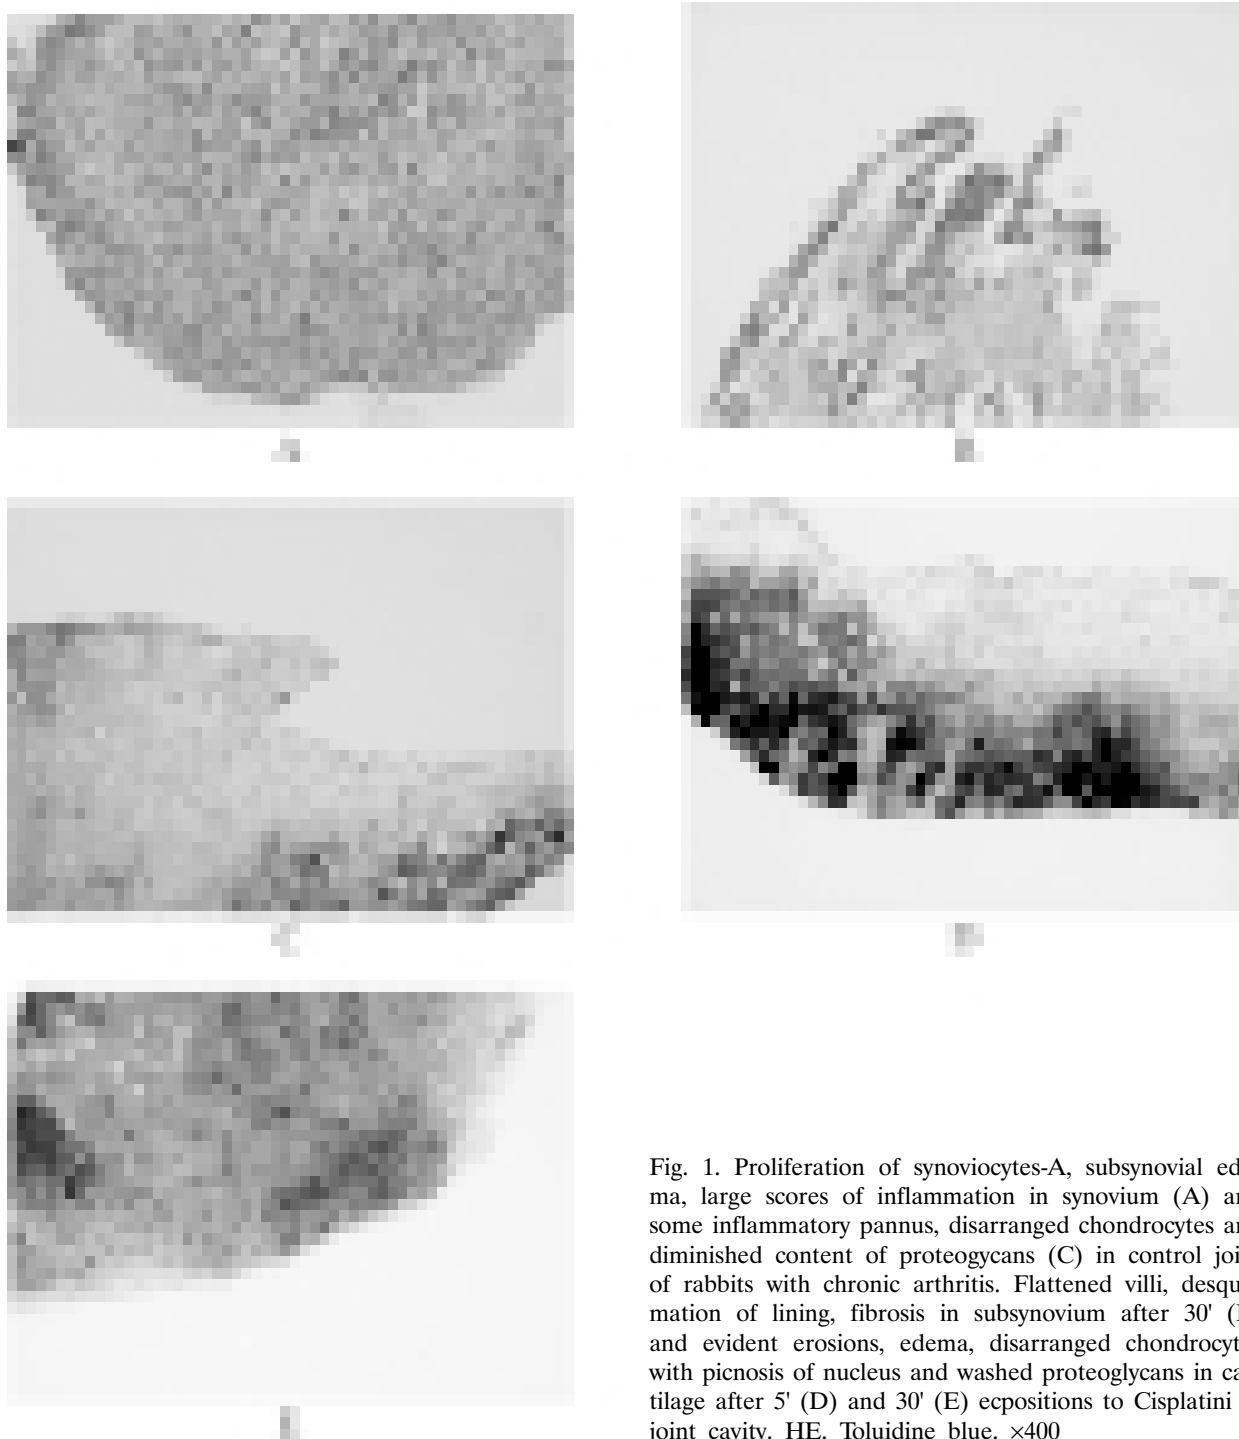 Fig. 1. Proliferation of synoviocytes-A, subsynovial ede-
ma, large scores of inflammation in synovium (A) an
some inflammatory pannus, disarranged chondrocytes an
diminished content of proteogycans (C) in control joi
of rabbits with chronic arthritis. Flattened villi, desqu
mation of lining, fibrosis in subsynovium after 30' (
and evident erosions, edema, disarranged chondrocyt
with picnosis of nucleus and washed proteoglycans in ca
tilage after 5' (D) and 30' (E) ecpositions to Cisplatini
joint cavity. HE. Toluidine blue. ×400